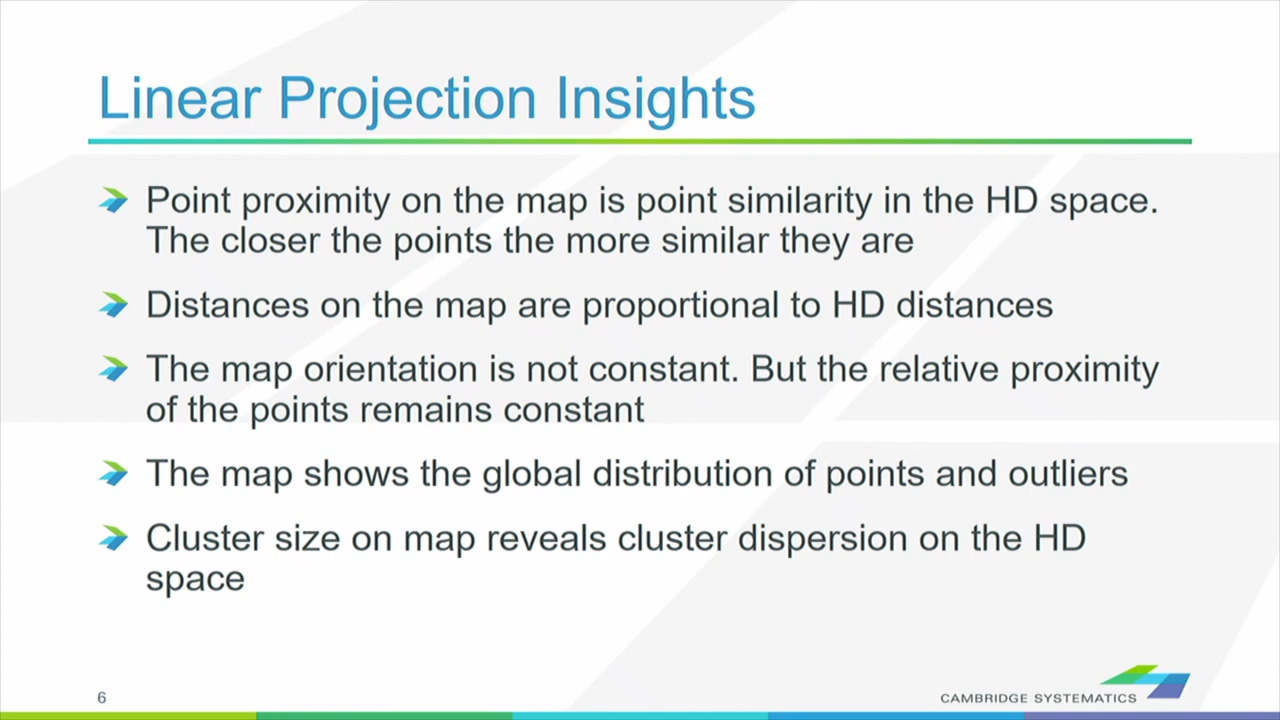 Linear Projection Insights
Point proximity on the map is point similarity in the HD space.
The closer the points the more similar they are
Distances on the map are proportional to HD distances
The map orientation is not constant. But the relative proximity
of the points remains constant
The map shows the global distribution of points and outliers
Cluster size on map reveals cluster dispersion on the HD
space
6
CAMBRIDGE SYSTEMATICS